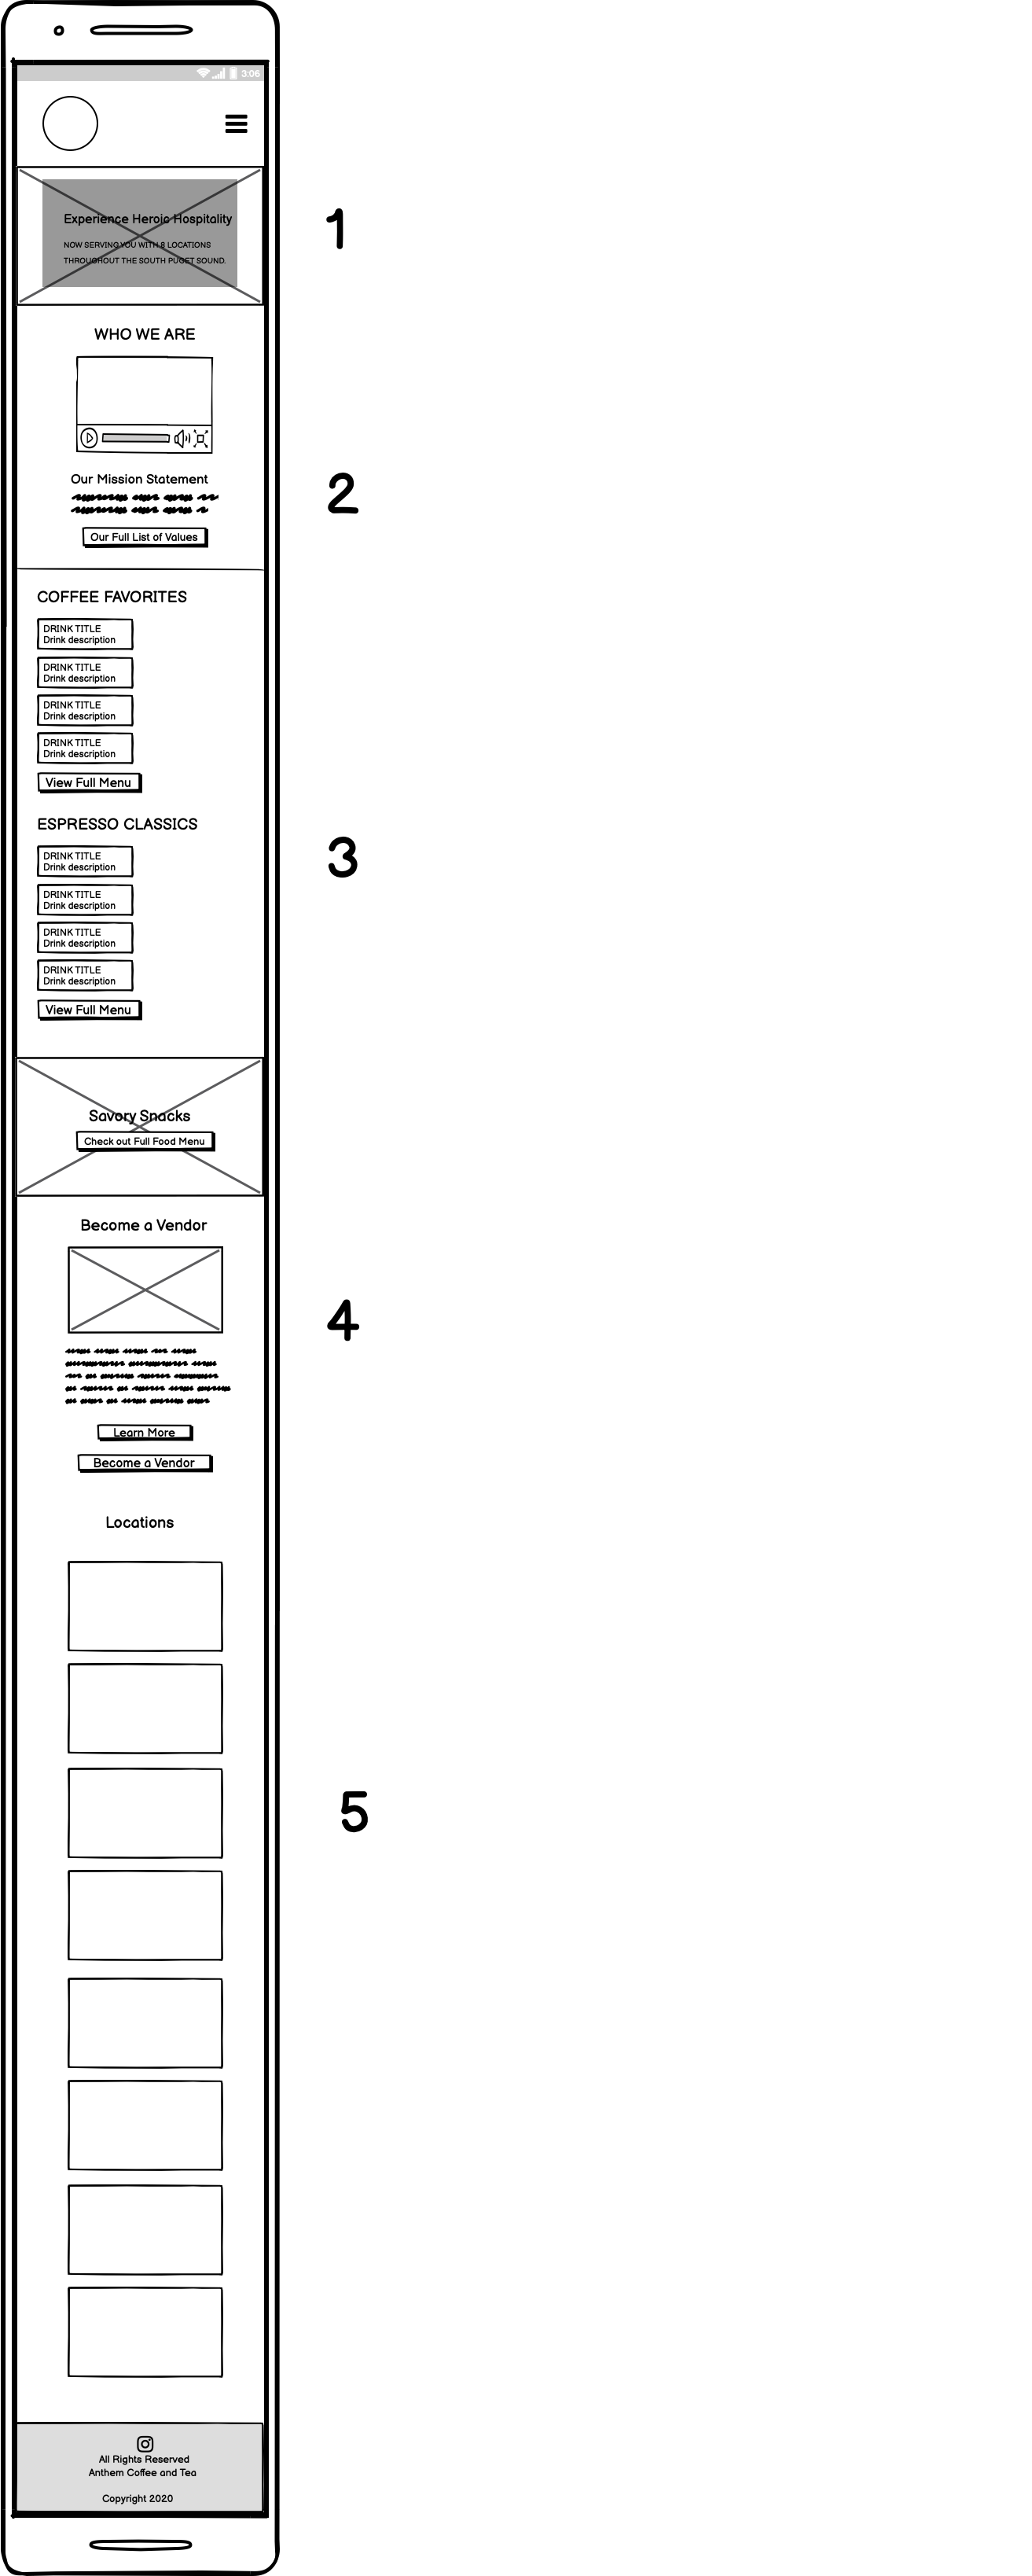 3:06
Experience Heroic Hospitality
NOW SERVING YOU WITH 8 LOCATIONS
THROUGHOUT THE SOUTH PUGET SOUND.
1
WHO WE ARE
Our Mission Statement
2
Our Full List of Values
COFFEE FAVORITES
DRINK TITLE
Drink description
DRINK TITLE
Drink description
DRINK TITLE
Drink description
DRINK TITLE
Drink description
View Full Menu
ESPRESSO CLASSICS
3
DRINK TITLE
Drink description
DRINK TITLE
Drink description
DRINK TITLE
Drink description
DRINK TITLE
Drink description
View Full Menu
Savory Snacks
Check out Full Food Menu
Become a Vendor
4
Learn More
Become a Vendor
Locations
5
All Rights Reserved
Anthem Coffee and Tea
Copyright 2020